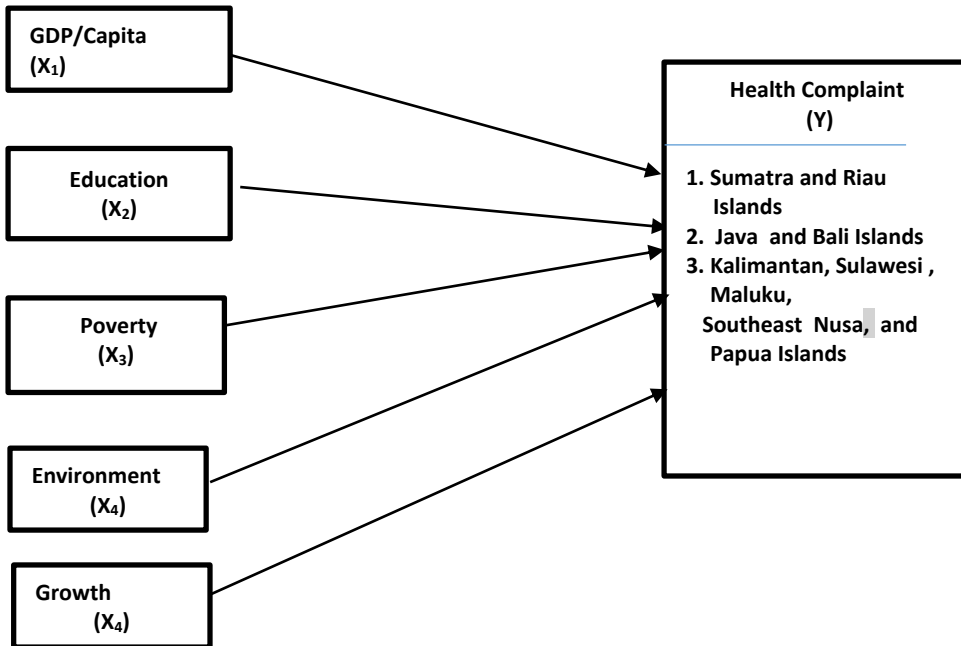 GDP/Capita
(X₁)
Education
(X₂)
Poverty
(X₃)
Environment
(X₄)
Growth
(X₄)
Health Complaint
(Y)
1. Sumatra and Riau
Islands
2. Java and Bali Islands
3. Kalimantan, Sulawesi ,
Maluku,
Southeast Nusa, and
Papua Islands